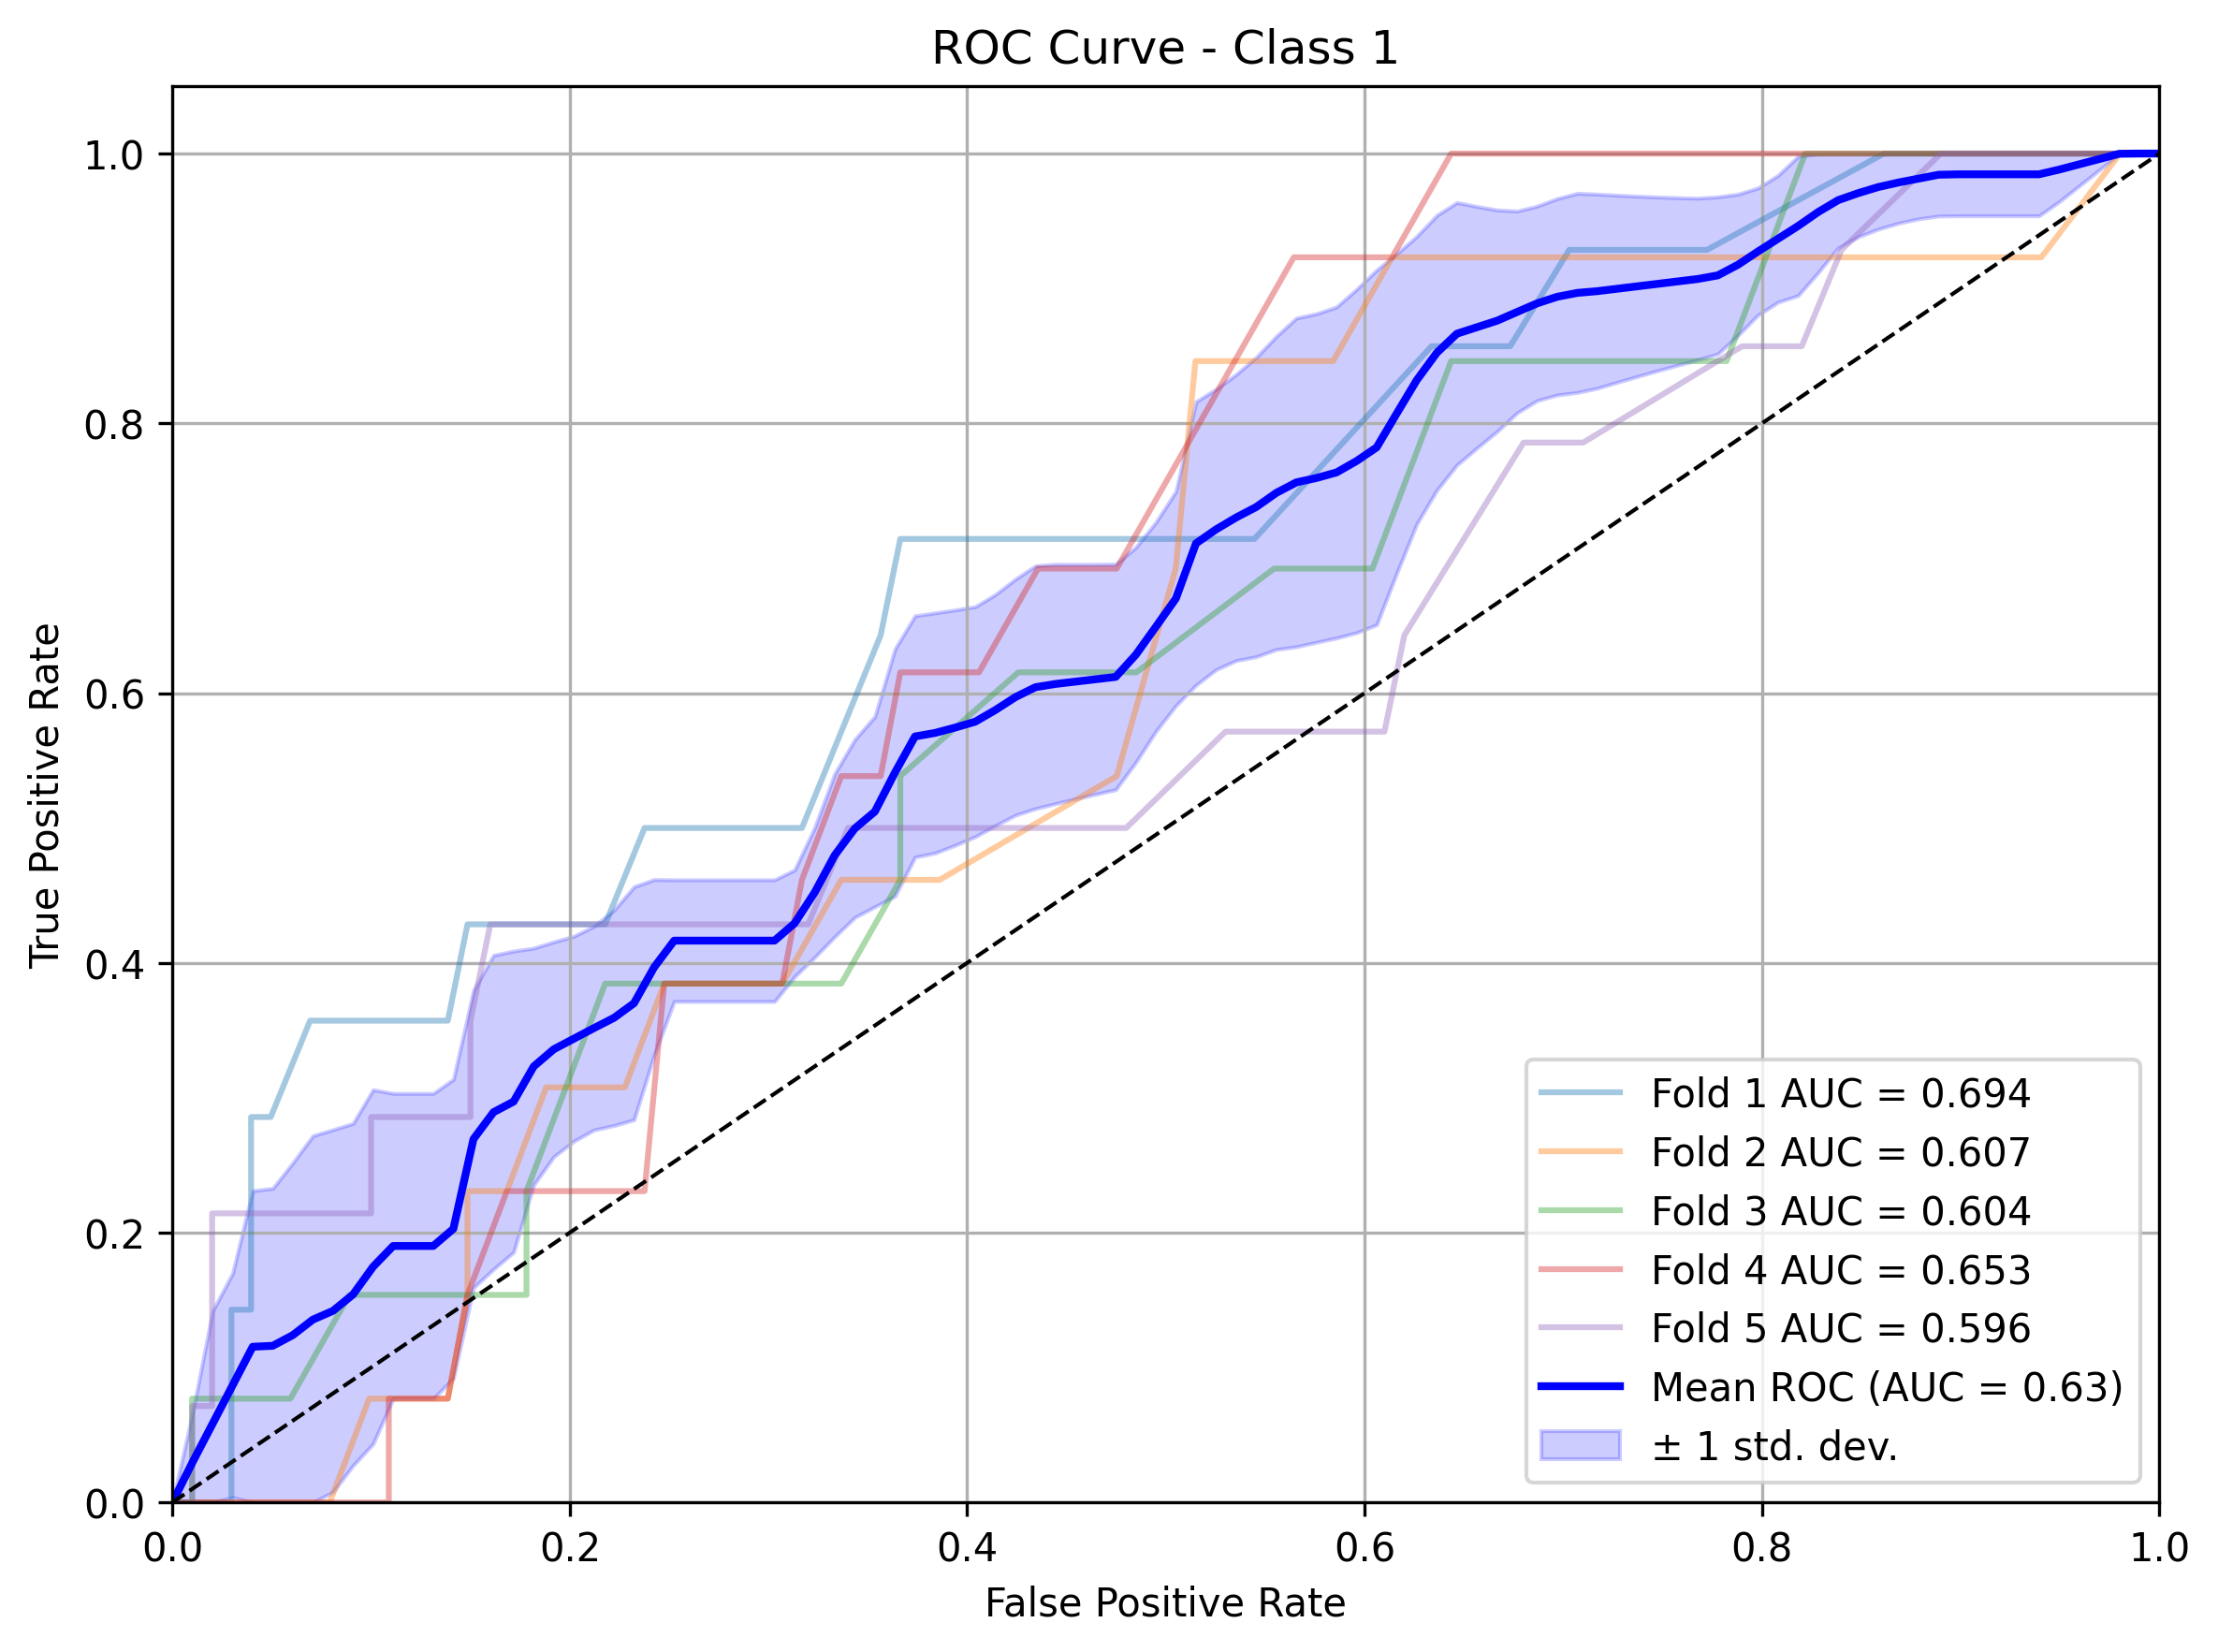 ROC Curve - Class 1
True Positive Rate
1.0
0.8
0.6
0.4
0.2
0.0
0.0 0.2 0.4 0.6 0.8 1.0
False Positive Rate
Fold 1 AUC = 0.694
Fold 2 AUC = 0.607
Fold 3 AUC = 0.604
Fold 4 AUC = 0.653
Fold 5 AUC = 0.596
Mean ROC (AUC = 0.63)
± 1 std. dev.